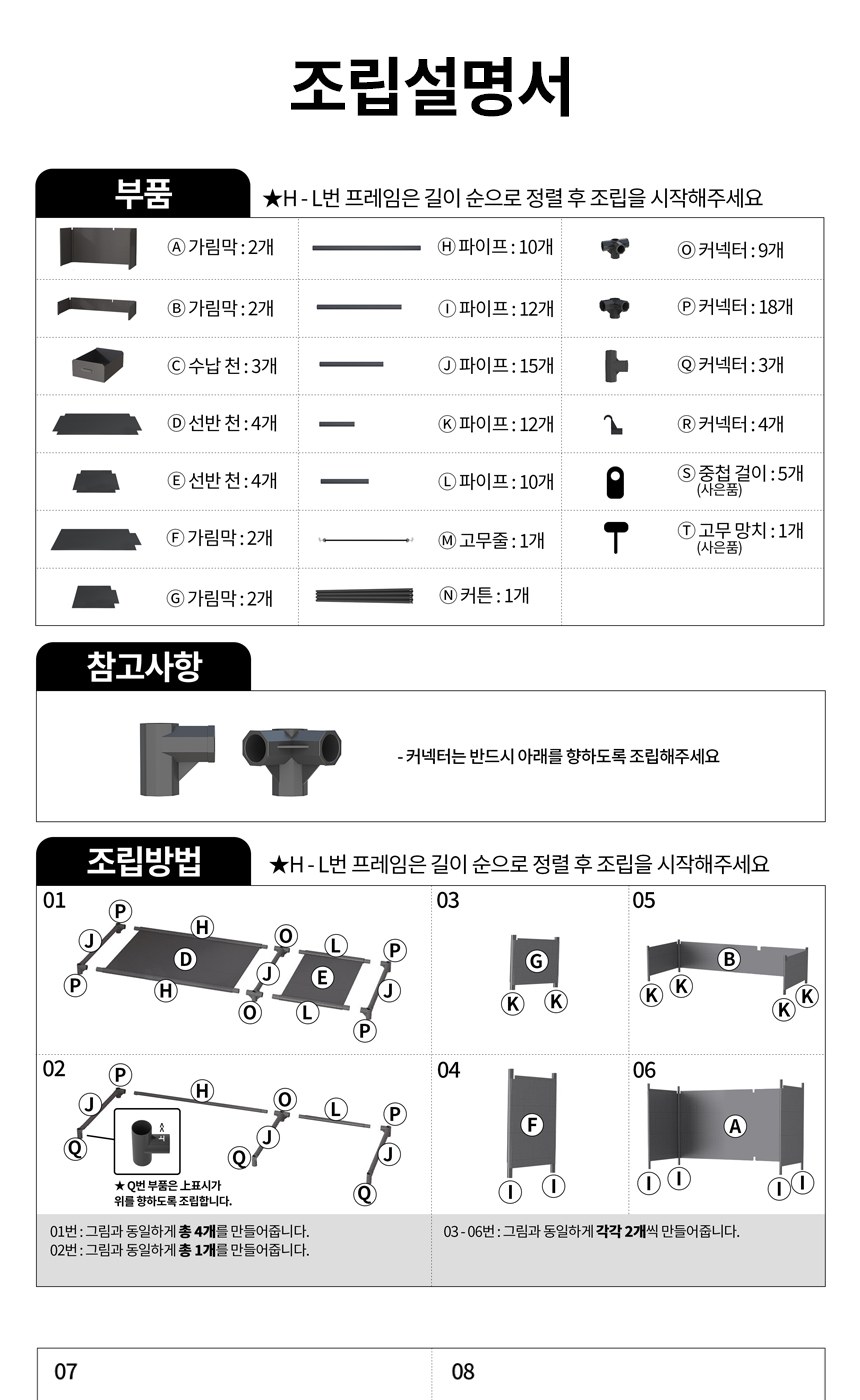 조립설명서
부품
★H - L번 프레임은 길이 순으로 정렬 후 조립을 시작해주세요
Ⓐ 가림막 : 2개
Ⓗ 파이프 : 10개
Ⓞ 커넥터 : 9개
Ⓑ 가림막 : 2개
Ⓘ 파이프 : 12개
Ⓟ 커넥터 : 18개
Ⓒ 수납 천 : 3개
Ⓙ 파이프 : 15개
Ⓠ 커넥터 : 3개
Ⓓ 선반 천 : 4개
Ⓚ 파이프 : 12개
Ⓡ 커넥터 : 4개
Ⓔ 선반 천 : 4개
Ⓛ 파이프 : 10개
Ⓢ 중첩 걸이 : 5개
(사은품)
Ⓕ 가림막 : 2개
Ⓜ 고무줄 : 1개
Ⓣ 고무 망치 : 1개
(사은품)
Ⓖ 가림막 : 2개
Ⓝ 커튼 : 1개
참고사항
- 커넥터는 반드시 아래를 향하도록 조립해주세요
조립방법
★H - L번 프레임은 길이 순으로 정렬 후 조립을 시작해주세요
01
P
H
J
D
P
H
O
L
J
E
O
L
P
J
P
03
G
K
K
05
B
K
K
K
K
02
P
H
J
Q
O
L
J
Q
P
J
Q
★ Q번 부품은 上표시가
위를 향하도록 조립합니다.
04
F
I
I
06
A
I
I
I
I
01번 : 그림과 동일하게 총 4개를 만들어줍니다.
02번 : 그림과 동일하게 총 1개를 만들어줍니다.
03 - 06번 : 그림과 동일하게 각각 2개씩 만들어줍니다.
07
08